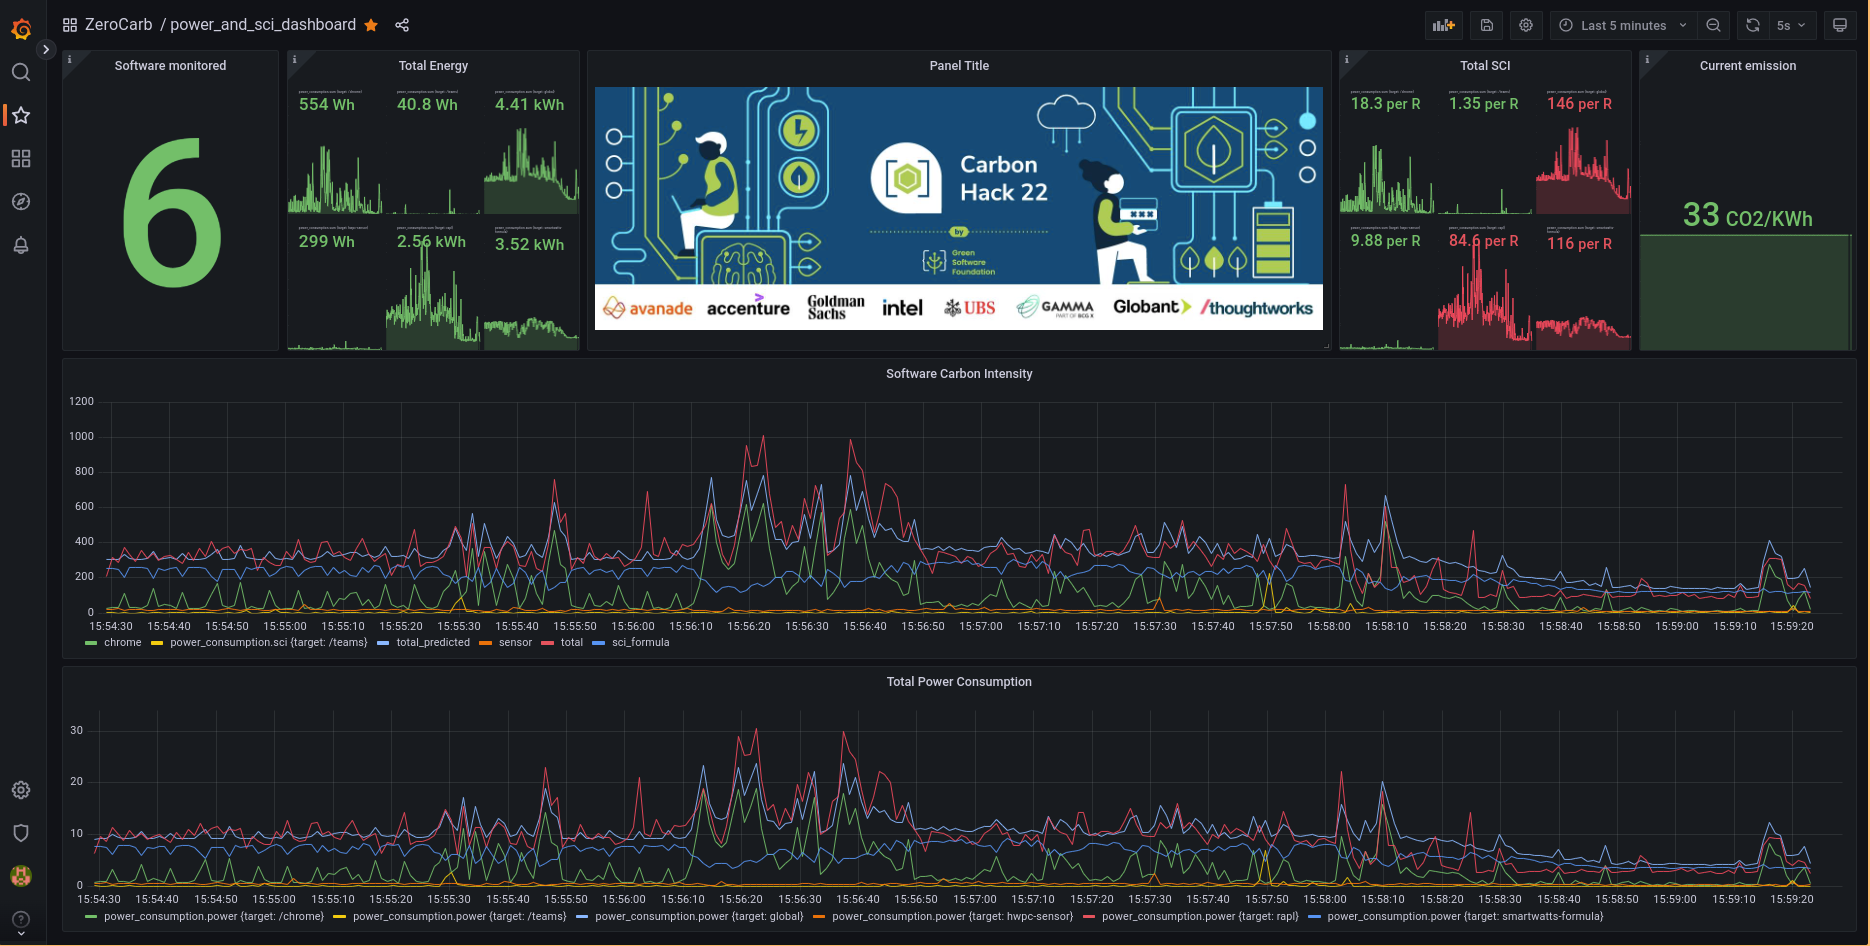 ZeroCarb / power_and_sci_dashboard
Last 5 minutes
5s
Software monitored
6
Total Energy
554 Wh
40.8 Wh
4.41 kWh
299 Wh
2.56 kWh
3.52 kWh
Panel Title
Carbon
Hack 22
by
Green
Software
Foundation
avanade
accenture
Goldman
Sachs
intel
UBS
GAMMA
PART OF BCG X
Globant
/thoughtworks
Total SCI
18.3 per R
1.35 per R
146 per R
9.88 per R
84.6 per R
116 per R
Current emission
33 CO2/KWh
Software Carbon Intensity
1200
1000
800
600
400
200
0
15:54:30 15:54:40 15:54:50 15:55:00 15:55:10 15:55:20 15:55:30 15:55:40 15:55:50 15:56:00 15:56:10 15:56:20 15:56:30 15:56:40 15:56:50 15:57:00 15:57:10 15:57:20 15:57:30 15:57:40 15:57:50 15:58:00 15:58:10 15:58:20 15:58:30 15:58:40 15:58:50 15:59:00 15:59:10 15:59:20
chrome power_consumption.sci {target: /teams} total_predicted sensor total sci_formula
Total Power Consumption
30
20
10
0
15:54:30 15:54:40 15:54:50 15:55:00 15:55:10 15:55:20 15:55:30 15:55:40 15:55:50 15:56:00 15:56:10 15:56:20 15:56:30 15:56:40 15:56:50 15:57:00 15:57:10 15:57:20 15:57:30 15:57:40 15:57:50 15:58:00 15:58:10 15:58:20 15:58:30 15:58:40 15:58:50 15:59:00 15:59:10 15:59:20
power_consumption.power {target: /chrome} power_consumption.power {target: /teams} power_consumption.power {target: global} power_consumption.power {target: hwpc-sensor} power_consumption.power {target: rapl} power_consumption.power {target: smartwatts-formula}